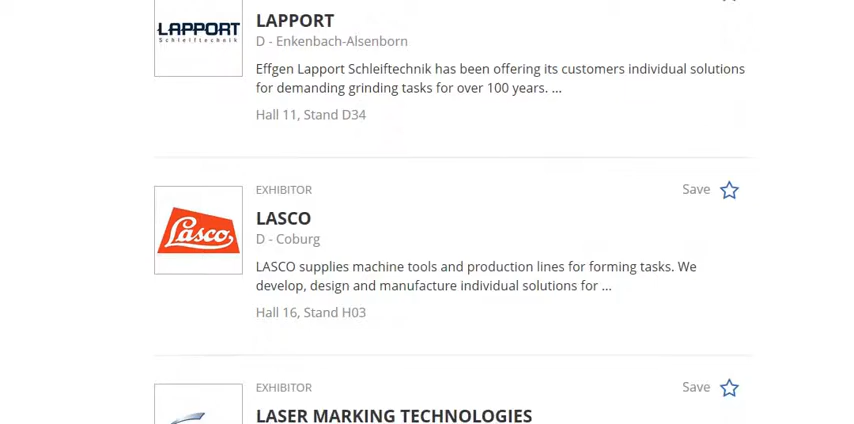 LAPPORT
Schleiftechnik
LAPPORT
D - Enkenbach-Alsenborn
Effgen Lapport Schleiftechnik has been offering its customers individual solutions
for demanding grinding tasks for over 100 years. ...
Hall 11, Stand D34
EXHIBITOR
Save
Lasco
LASCO
D - Coburg
LASCO supplies machine tools and production lines for forming tasks. We
develop, design and manufacture individual solutions for ...
Hall 16, Stand H03
EXHIBITOR
Save
LASER MARKING TECHNOLOGIES